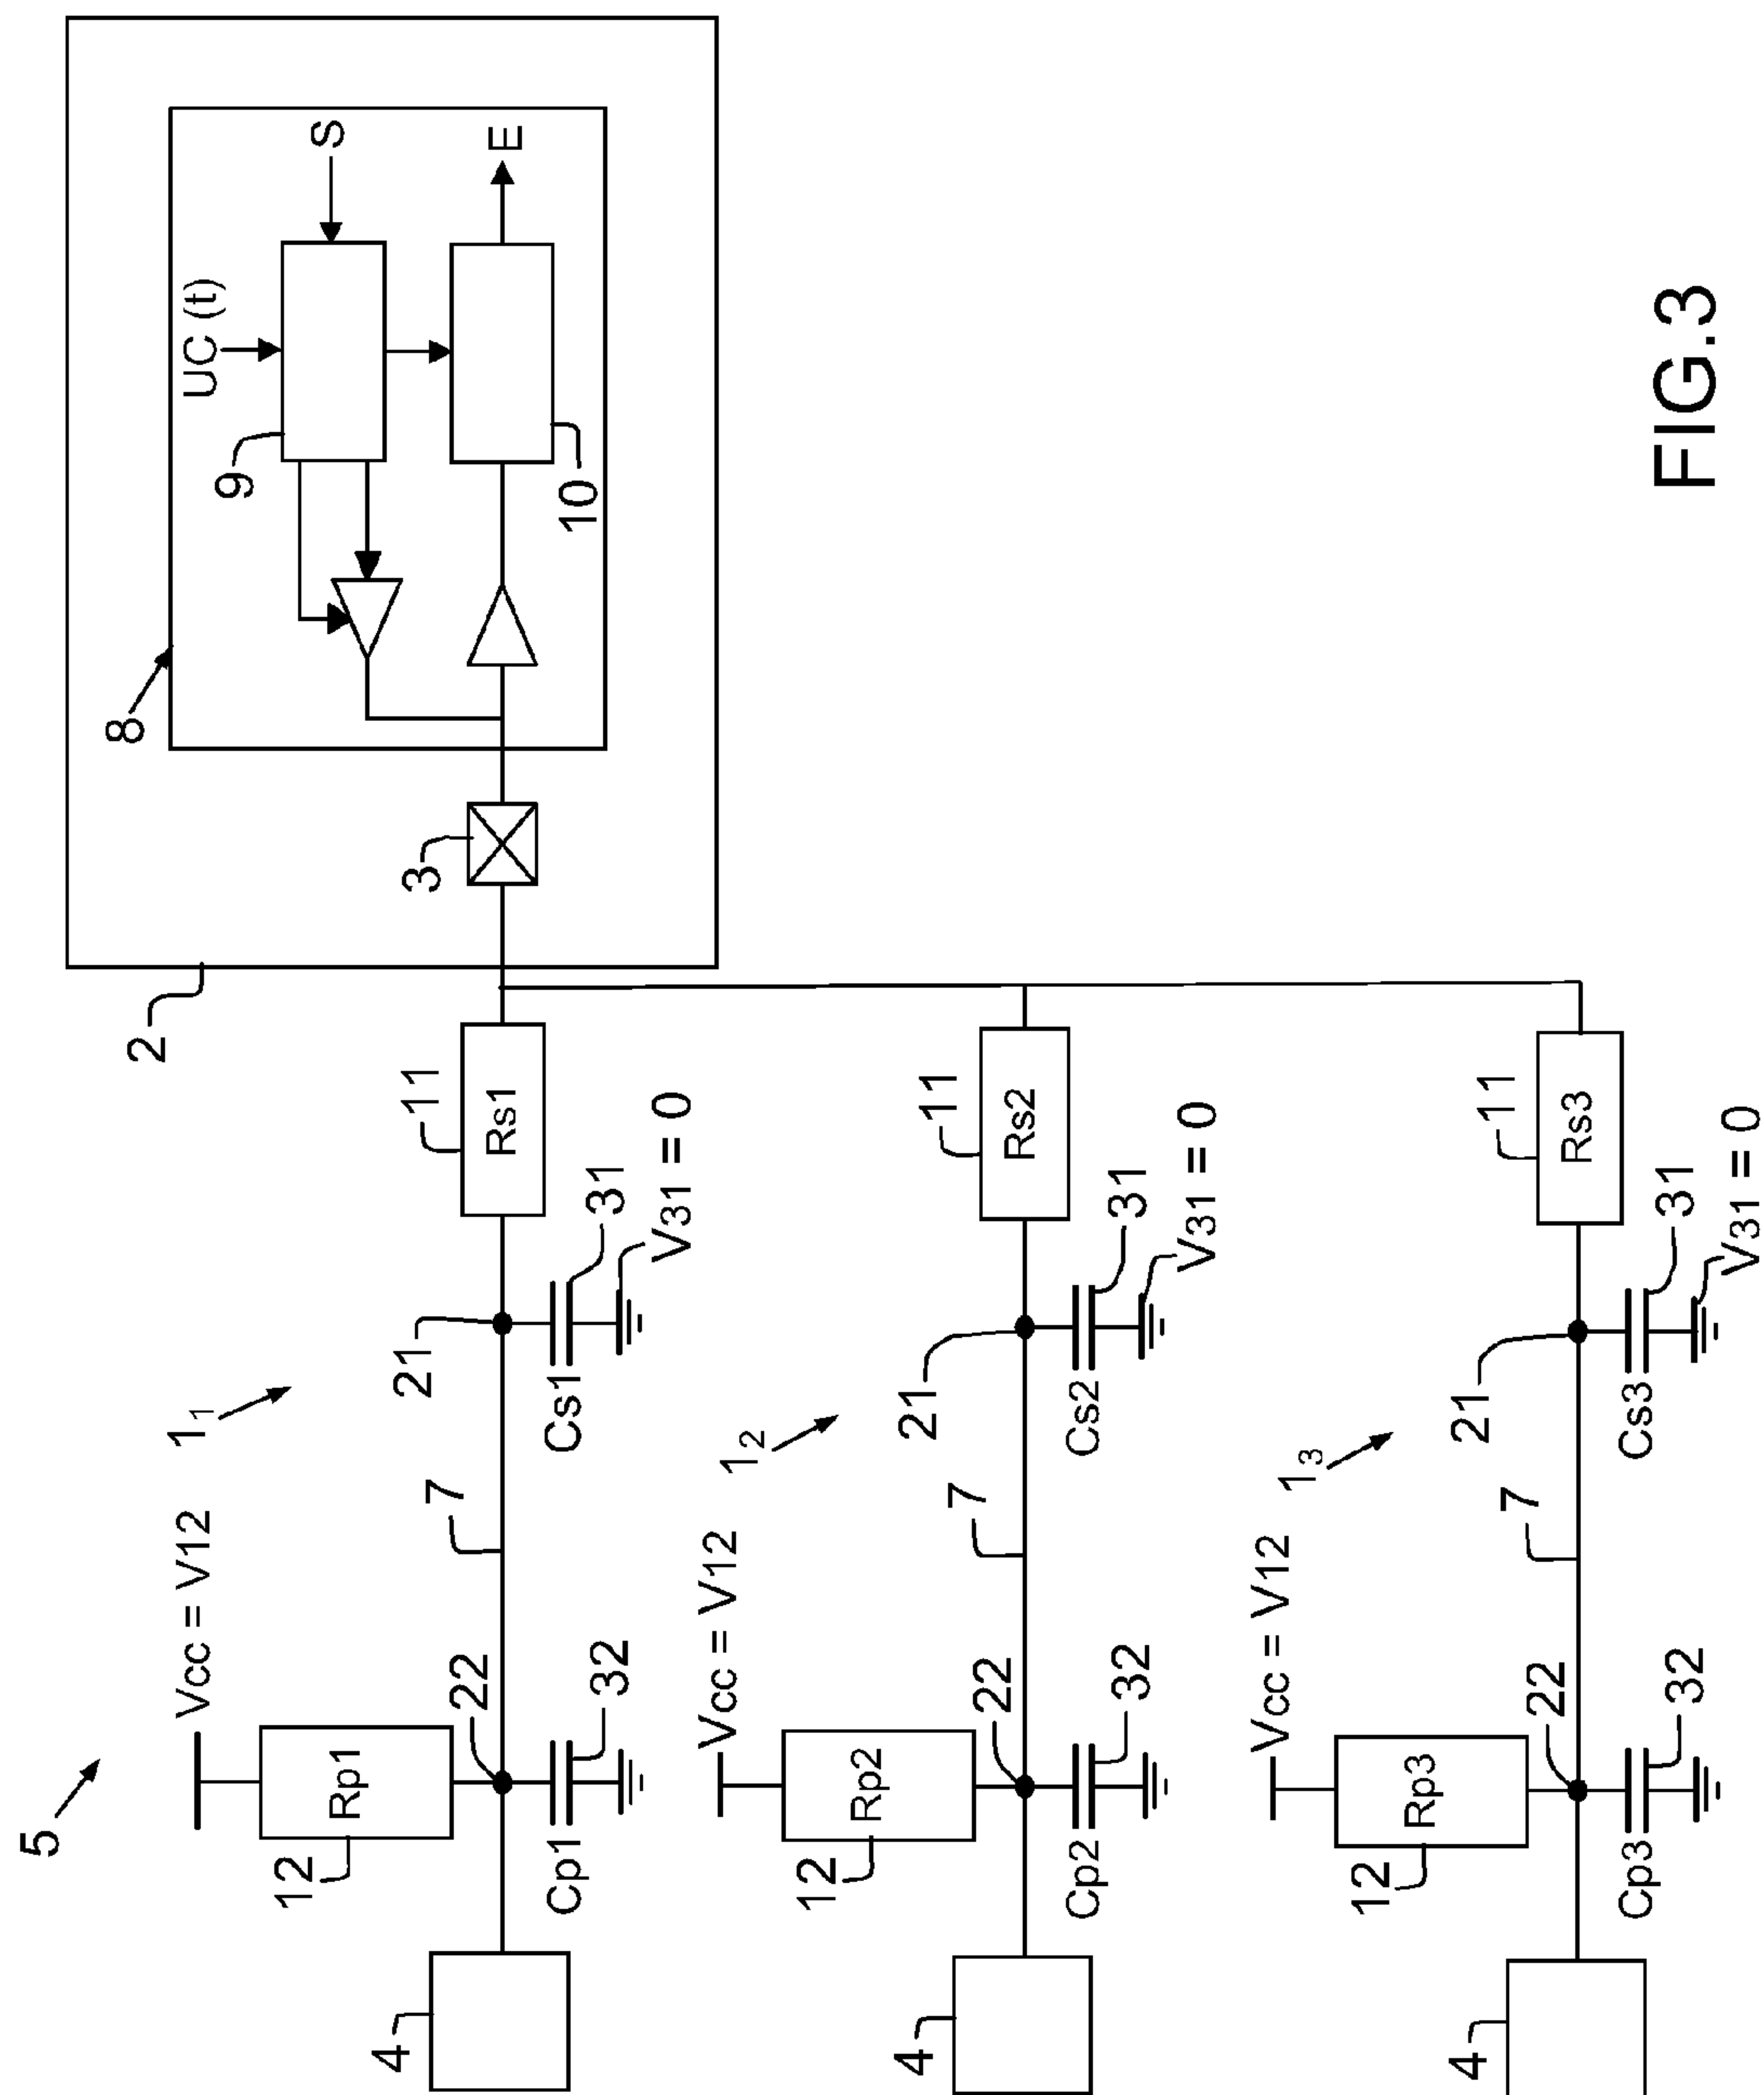 5
Vcc = V12
1₁
2
8
9
UC (t)
S
E
10
3
12
Rp1
22
7
21
11
Rs1
4
Cp1
32
Cs1
31
V31 = 0
Vcc = V12
1₂
12
Rp2
22
7
21
11
Rs2
4
Cp2
32
Cs2
31
V31 = 0
Vcc = V12
1₃
12
Rp3
22
7
21
11
Rs3
4
Cp3
32
Cs3
31
V31 = 0
FIG.3